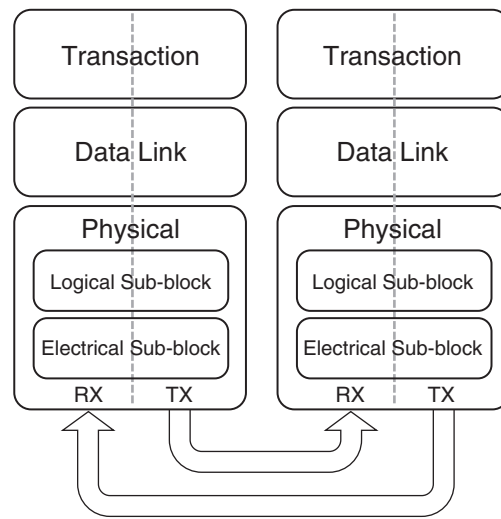 Transaction
Data Link
Physical
Logical Sub-block
Electrical Sub-block
RX TX
Transaction
Data Link
Physical
Logical Sub-block
Electrical Sub-block
RX TX